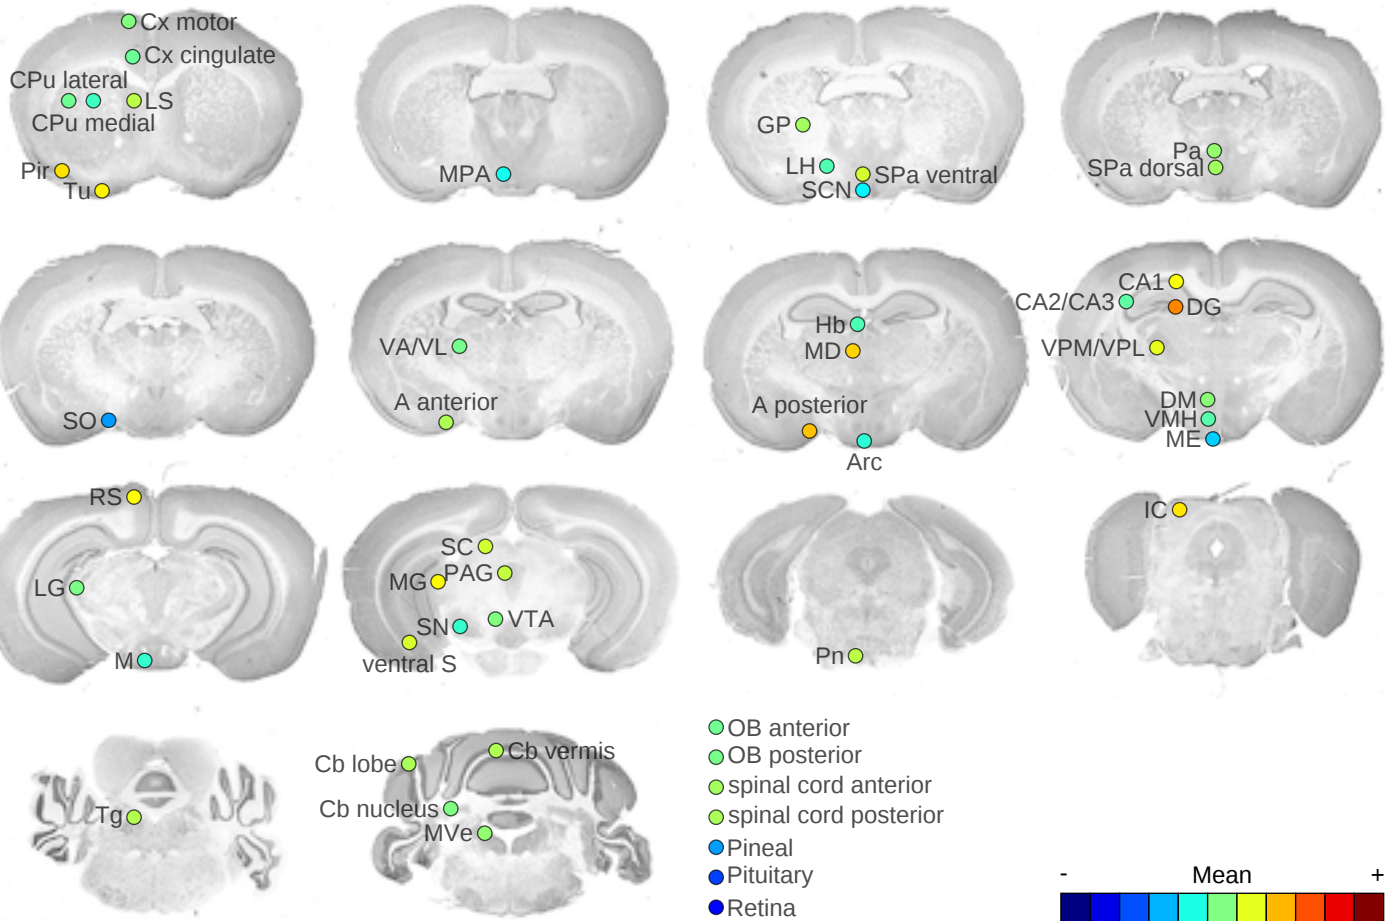 Cx motor
Cx cingulate
CPu lateral
LS
CPu medial
Pir
Tu
MPA
GP
LH
SPa ventral
SCN
Pa
SPa dorsal
SO
VA/VL
A anterior
Hb
MD
A posterior
Arc
CA1
CA2/CA3
DG
VPM/VPL
DM
VMH
ME
RS
LG
M
SC
MG
PAG
SN
VTA
ventral S
Pn
IC
Tg
Cb lobe
Cb vermis
Cb nucleus
MVe
OB anterior
OB posterior
spinal cord anterior
spinal cord posterior
Pineal
Pituitary
Retina
- Mean +